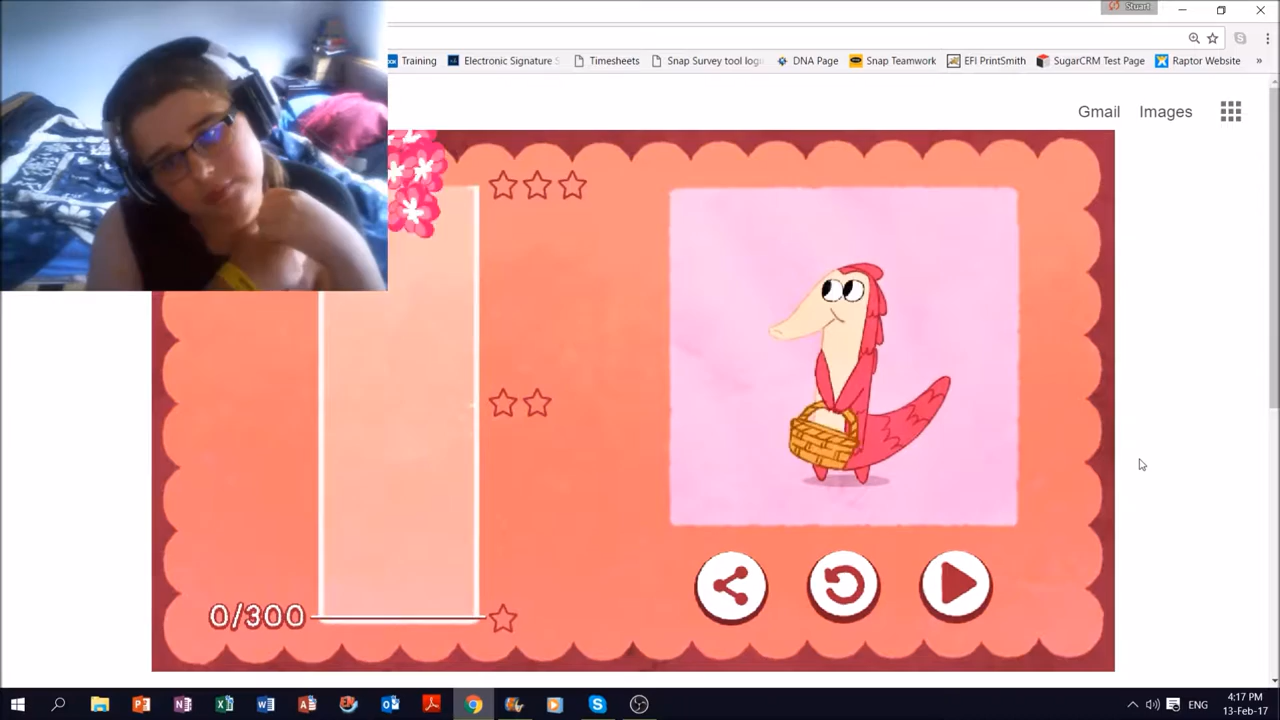 Stuart
Training Electronic Signature S Timesheets Snap Survey tool logi DNA Page Snap Teamwork EFI PrintSmith SugarCRM Test Page Raptor Website »
Gmail Images
0/300
ENG
4:17 PM
13-Feb-17